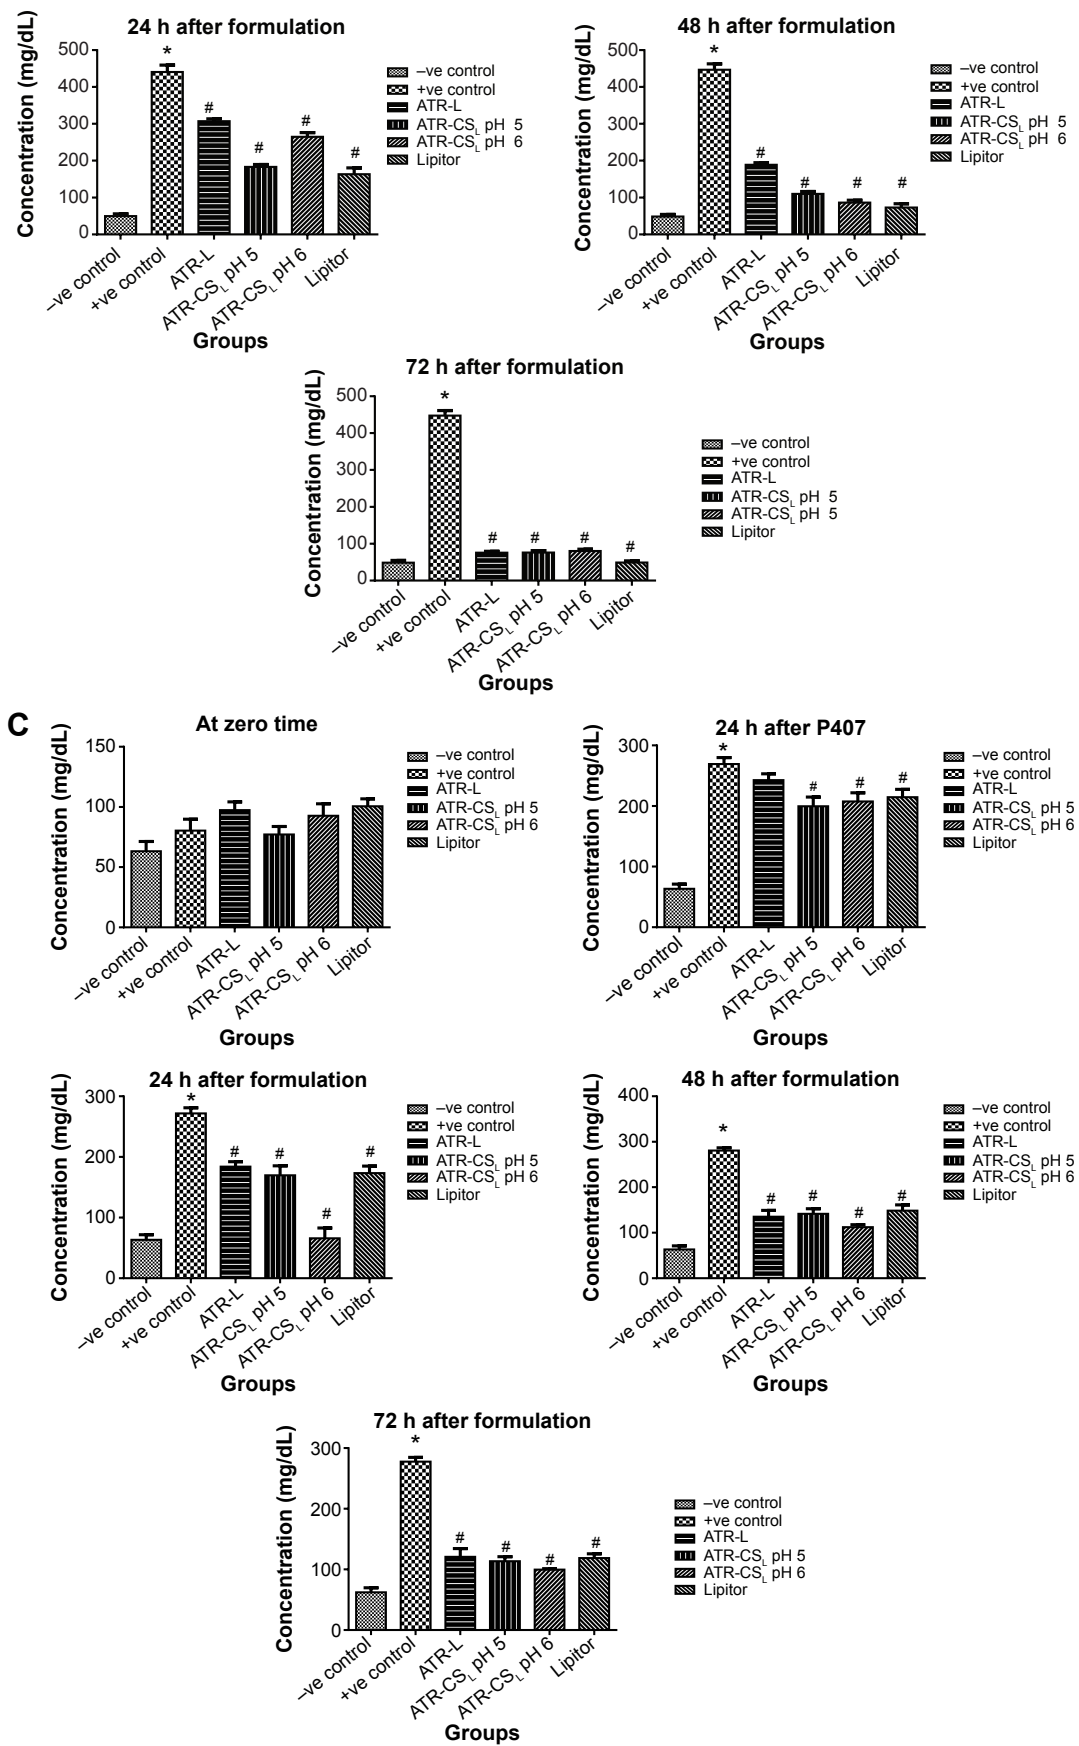 24 h after formulation
Concentration (mg/dL)
500
400
300
200
100
0
*
#
#
#
#
–ve control
+ve control
ATR-L
ATR-CSL pH 5
ATR-CSL pH 6
Lipitor
Groups
–ve control
+ve control
ATR-L
ATR-CSL pH 5
ATR-CSL pH 6
Lipitor
48 h after formulation
Concentration (mg/dL)
500
400
300
200
100
0
*
#
#
#
#
–ve control
+ve control
ATR-L
ATR-CSL pH 5
ATR-CSL pH 6
Lipitor
Groups
–ve control
+ve control
ATR-L
ATR-CSL pH 5
ATR-CSL pH 6
Lipitor
72 h after formulation
Concentration (mg/dL)
500
400
300
200
100
0
*
#
#
#
#
–ve control
+ve control
ATR-L
ATR-CSL pH 5
ATR-CSL pH 6
Lipitor
Groups
–ve control
+ve control
ATR-L
ATR-CSL pH 5
ATR-CSL pH 5
Lipitor
C
At zero time
Concentration (mg/dL)
150
100
50
0
–ve control
+ve control
ATR-L
ATR-CSL pH 5
ATR-CSL pH 6
Lipitor
Groups
–ve control
+ve control
ATR-L
ATR-CSL pH 5
ATR-CSL pH 6
Lipitor
24 h after P407
Concentration (mg/dL)
300
200
100
0
*
#
#
#
–ve control
+ve control
ATR-L
ATR-CSL pH 5
ATR-CSL pH 6
Lipitor
Groups
–ve control
+ve control
ATR-L
ATR-CSL pH 5
ATR-CSL pH 6
Lipitor
24 h after formulation
Concentration (mg/dL)
300
200
100
0
*
#
#
#
#
–ve control
+ve control
ATR-L
ATR-CSL pH 5
ATR-CSL pH 6
Lipitor
Groups
–ve control
+ve control
ATR-L
ATR-CSL pH 5
ATR-CSL pH 6
Lipitor
48 h after formulation
Concentration (mg/dL)
400
300
200
100
0
*
#
#
#
#
–ve control
+ve control
ATR-L
ATR-CSL pH 5
ATR-CSL pH 6
Lipitor
Groups
–ve control
+ve control
ATR-L
ATR-CSL pH 5
ATR-CSL pH 6
Lipitor
72 h after formulation
Concentration (mg/dL)
300
200
100
0
*
#
#
#
#
–ve control
+ve control
ATR-L
ATR-CSL pH 5
ATR-CSL pH 6
Lipitor
Groups
–ve control
+ve control
ATR-L
ATR-CSL pH 5
ATR-CSL pH 6
Lipitor